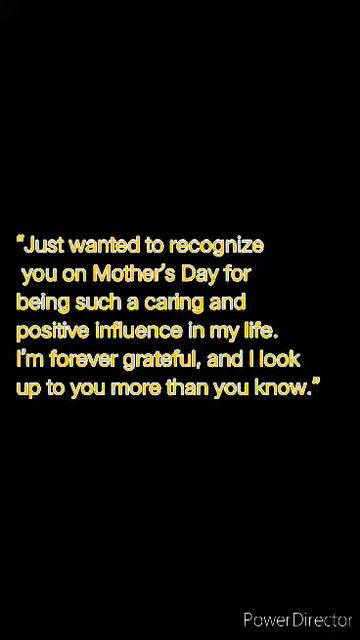 “Just wanted to recognize
you on Mother’s Day for
being such a caring and
positive influence in my life.
I’m forever grateful, and I look
up to you more than you know.”
PowerDirector